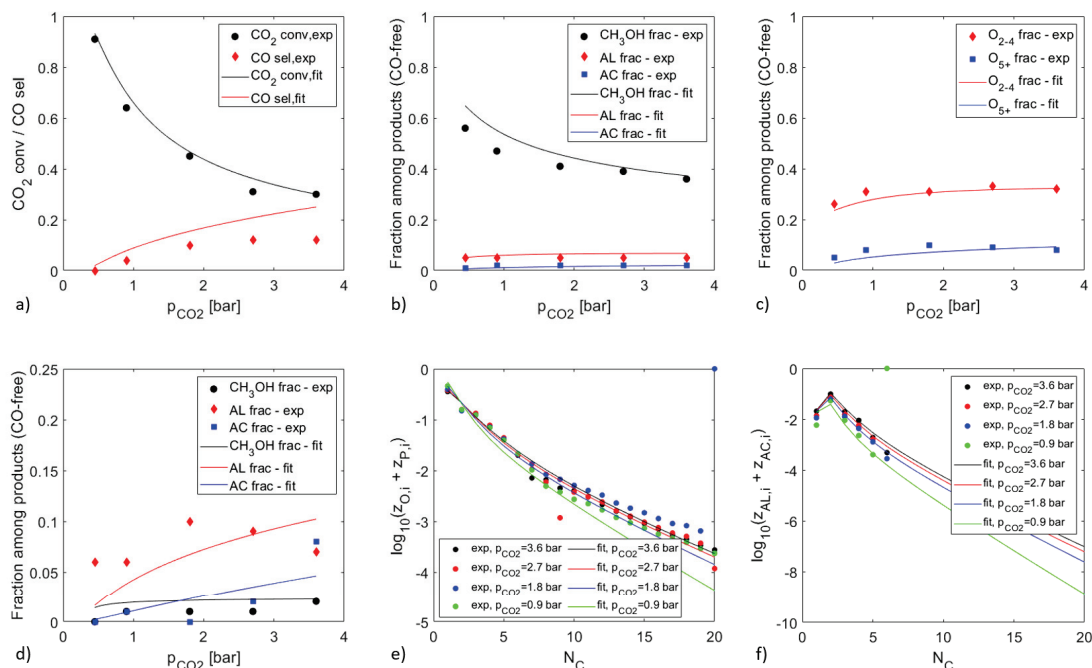 CO2 conv / CO sel
1
0.8
0.6
0.4
0.2
0
0 1 2 3 4
pCO2 [bar]
CO2 conv,exp
CO sel,exp
CO2 conv,fit
CO sel,fit
a)
Fraction among products (CO-free)
1
0.8
0.6
0.4
0.2
0
0 1 2 3 4
pCO2 [bar]
CH3OH frac - exp
AL frac - exp
AC frac - exp
CH3OH frac - fit
AL frac - fit
AC frac - fit
b)
Fraction among products (CO-free)
1
0.8
0.6
0.4
0.2
0
0 1 2 3 4
pCO2 [bar]
O2-4 frac - exp
O5+ frac - exp
O2-4 frac - fit
O5+ frac - fit
c)
Fraction among products (CO-free)
0.25
0.2
0.15
0.1
0.05
0
0 1 2 3 4
pCO2 [bar]
CH3OH frac - exp
AL frac - exp
AC frac - exp
CH3OH frac - fit
AL frac - fit
AC frac - fit
d)
log10(zO,i + zP,i)
0
-1
-2
-3
-4
-5
0 5 10 15 20
NC
exp, pCO2=3.6 bar fit, pCO2=3.6 bar
exp, pCO2=2.7 bar fit, pCO2=2.7 bar
exp, pCO2=1.8 bar fit, pCO2=1.8 bar
exp, pCO2=0.9 bar fit, pCO2=0.9 bar
e)
log10(zAL,i + zAC,i)
0
-2
-4
-6
-8
-10
0 5 10 15 20
NC
exp, pCO2=3.6 bar
exp, pCO2=2.7 bar
exp, pCO2=1.8 bar
exp, pCO2=0.9 bar
fit, pCO2=3.6 bar
fit, pCO2=2.7 bar
fit, pCO2=1.8 bar
fit, pCO2=0.9 bar
f)